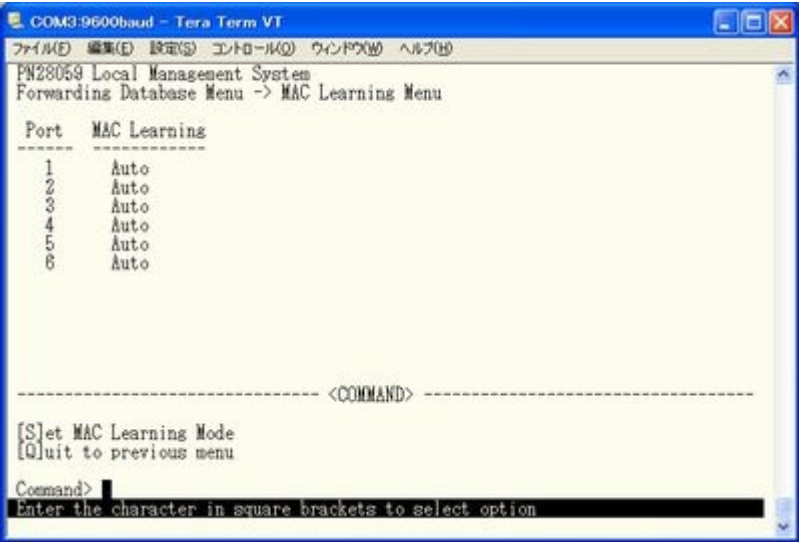 COM3:9600baud - Tera Term VT
ファイル(F) 編集(E) 設定(S) コントロール(O) ウィンドウ(W) ヘルプ(H)
PN28059 Local Management System
Forwarding Database Menu -> MAC Learning Menu
Port MAC Learning
------ ------------
1 Auto
2 Auto
3 Auto
4 Auto
5 Auto
6 Auto
-------------------------------- <COMMAND> -----------------------------------
[S]et MAC Learning Mode
[Q]uit to previous menu
Command>
Enter the character in square brackets to select option